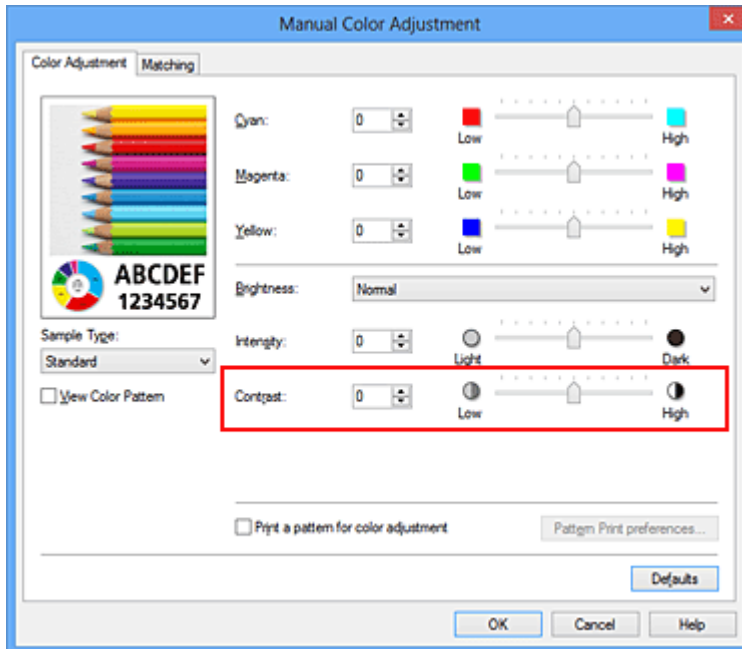 Manual Color Adjustment
Color Adjustment
Matching
Cyan:
0
Low
High
Magenta:
0
Low
High
Yellow:
0
Low
High
ABCDEF
1234567
Brightness:
Normal
Sample Type:
Standard
Intensity:
0
Light
Dark
View Color Pattern
Contrast:
0
Low
High
Print a pattern for color adjustment
Pattern Print preferences...
Defaults
OK
Cancel
Help